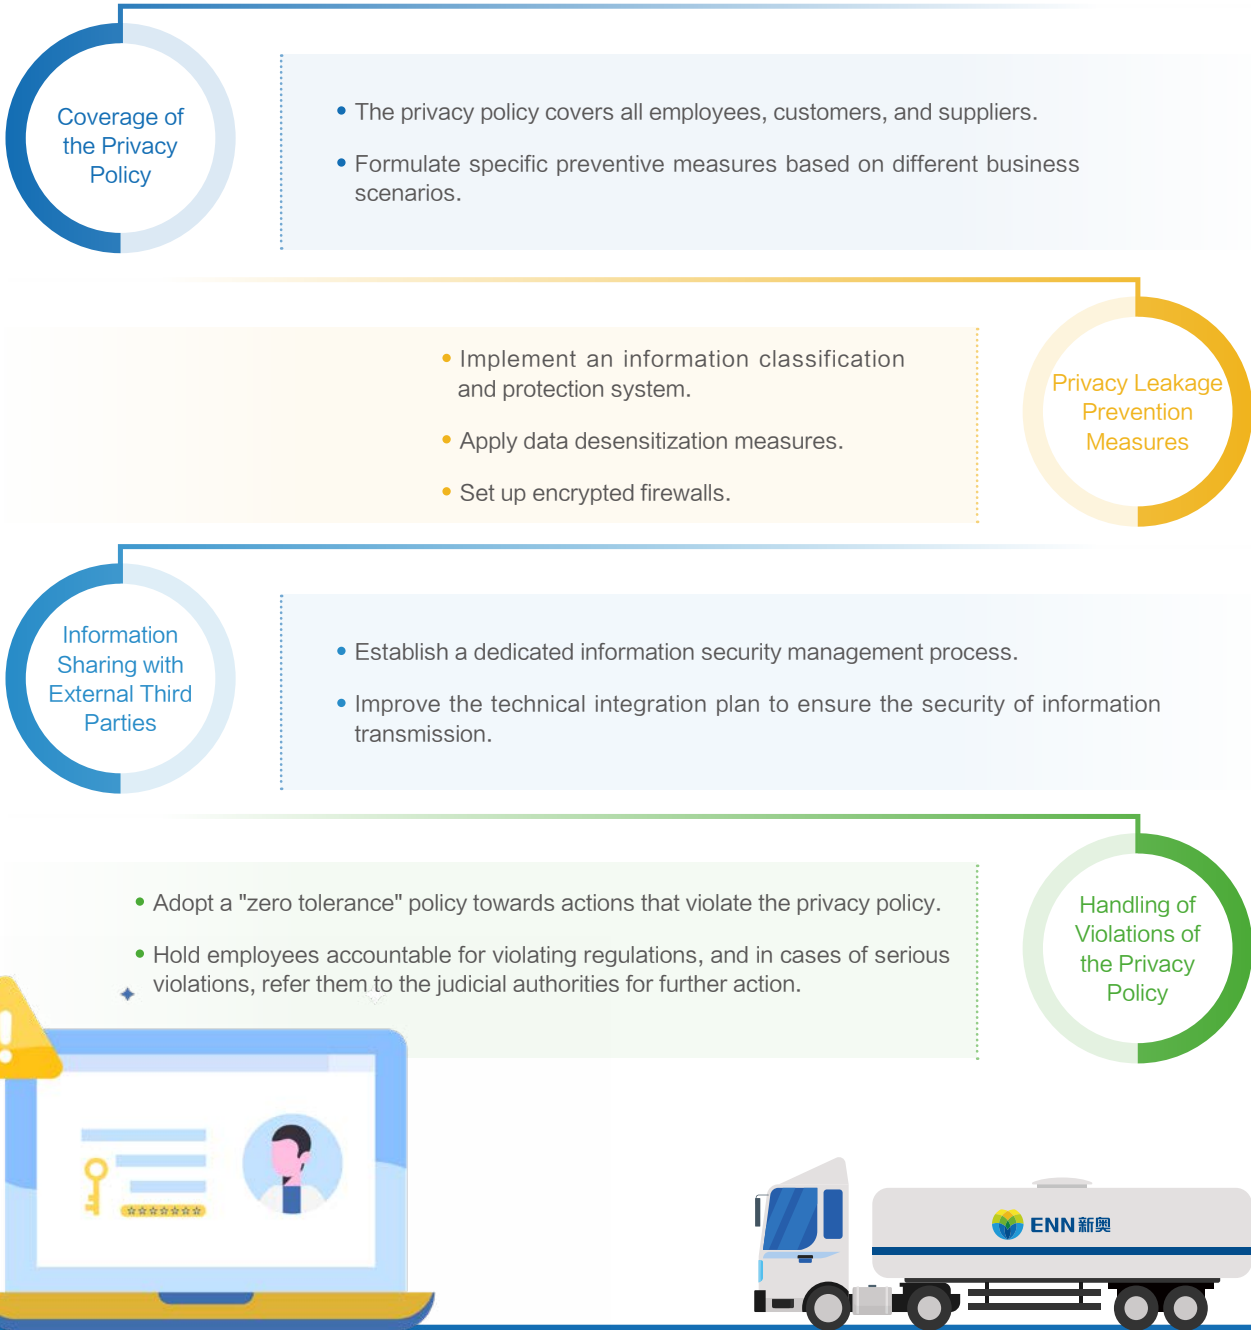 Coverage of
the Privacy
Policy
• The privacy policy covers all employees, customers, and suppliers.
• Formulate specific preventive measures based on different business
scenarios.
• Implement an information classification
and protection system.
• Apply data desensitization measures.
• Set up encrypted firewalls.
Privacy Leakage
Prevention
Measures
Information
Sharing with
External Third
Parties
• Establish a dedicated information security management process.
• Improve the technical integration plan to ensure the security of information
transmission.
• Adopt a "zero tolerance" policy towards actions that violate the privacy policy.
• Hold employees accountable for violating regulations, and in cases of serious
violations, refer them to the judicial authorities for further action.
Handling of
Violations of
the Privacy
Policy
ENN新奥